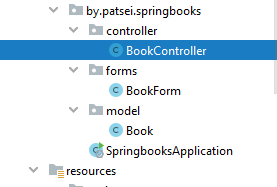 by.patsei.springbooks
controller
BookController
forms
BookForm
model
Book
SpringbooksApplication
resources